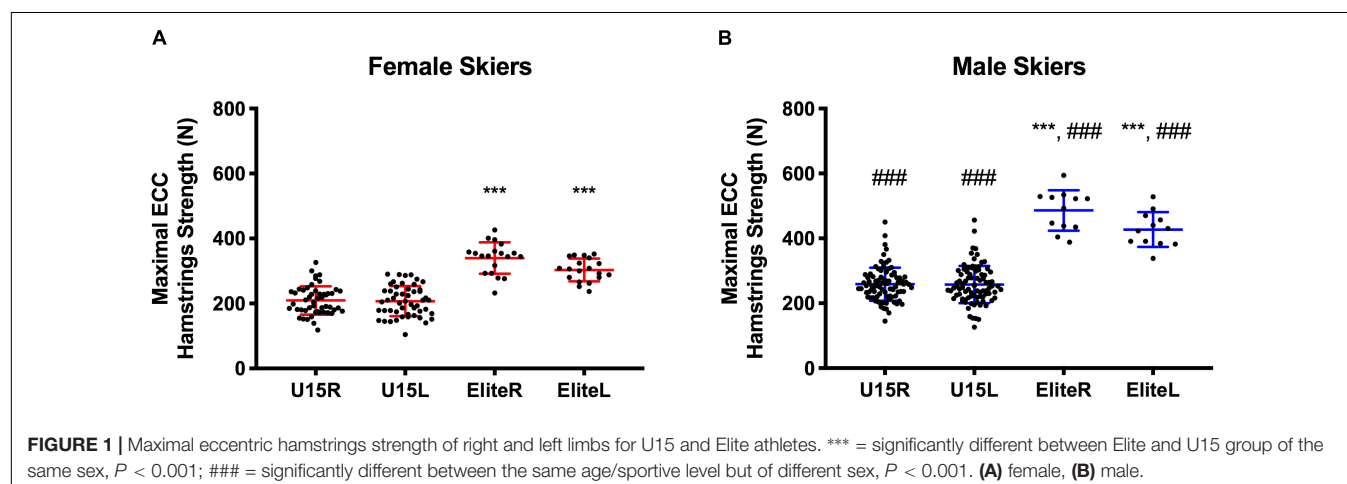 A
Female Skiers
Maximal ECC
Hamstrings Strength (N)
800
600
400
200
0
***
***
U15R U15L EliteR EliteL
B
Male Skiers
Maximal ECC
Hamstrings Strength (N)
800
600
400
200
0
###
###
***, ###
***, ###
U15R U15L EliteR EliteL
FIGURE 1 | Maximal eccentric hamstrings strength of right and left limbs for U15 and Elite athletes. *** = significantly different between Elite and U15 group of the
same sex, P < 0.001; ### = significantly different between the same age/sportive level but of different sex, P < 0.001. (A) female, (B) male.